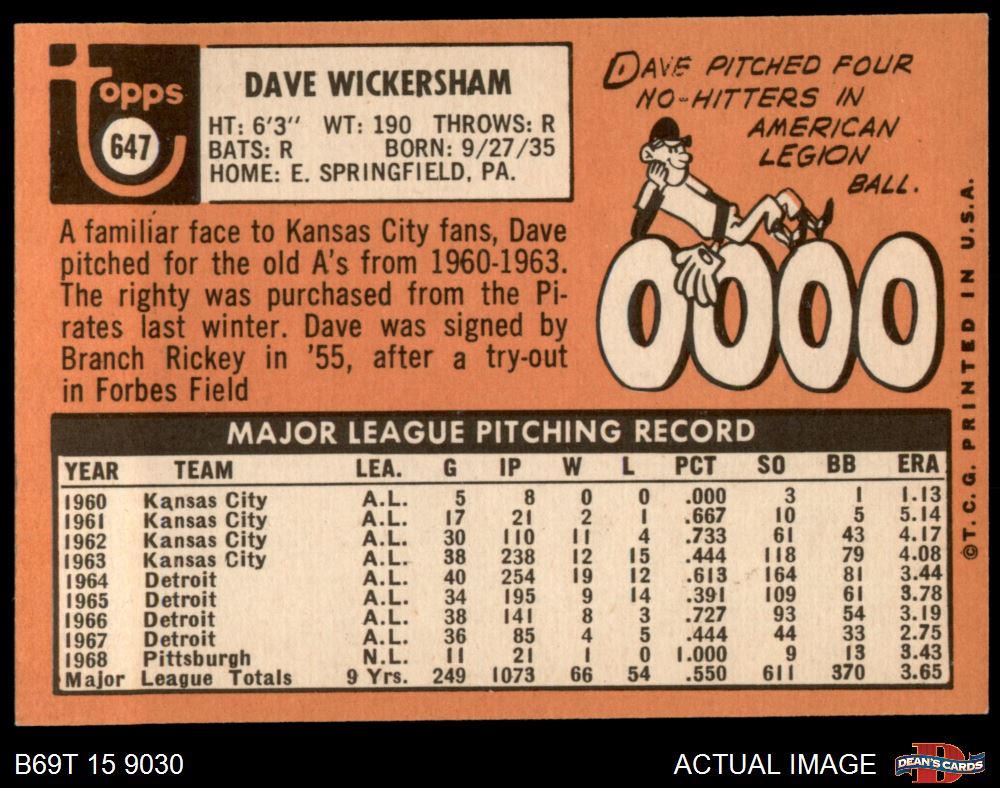 Topps
647
DAVE WICKERSHAM
HT: 6'3" WT: 190 THROWS: R
BATS: R BORN: 9/27/35
HOME: E. SPRINGFIELD, PA.
DAVE PITCHED FOUR
NO-HITTERS IN
AMERICAN
LEGION
BALL.
0000
A familiar face to Kansas City fans, Dave
pitched for the old A's from 1960-1963.
The righty was purchased from the Pi-
rates last winter. Dave was signed by
Branch Rickey in '55, after a try-out
in Forbes Field
MAJOR LEAGUE PITCHING RECORD
YEAR TEAM LEA. G IP W L PCT SO BB ERA
1960 Kansas City A.L. 5 8 0 0 .000 3 1 1.13
1961 Kansas City A.L. 17 21 2 1 .667 10 5 5.14
1962 Kansas City A.L. 30 110 11 4 .733 61 43 4.17
1963 Kansas City A.L. 38 238 12 15 .444 118 79 4.08
1964 Detroit A.L. 40 254 19 12 .613 164 81 3.44
1965 Detroit A.L. 34 195 9 14 .391 109 61 3.78
1966 Detroit A.L. 38 141 8 3 .727 93 54 3.19
1967 Detroit A.L. 36 85 4 5 .444 44 33 2.75
1968 Pittsburgh N.L. 11 21 1 0 1.000 9 13 3.43
Major League Totals 9 Yrs. 249 1073 66 54 .550 611 370 3.65
© T. C. G. PRINTED IN U.S.A.
B69T 15 9030
ACTUAL IMAGE
D
DEAN'S CARDS